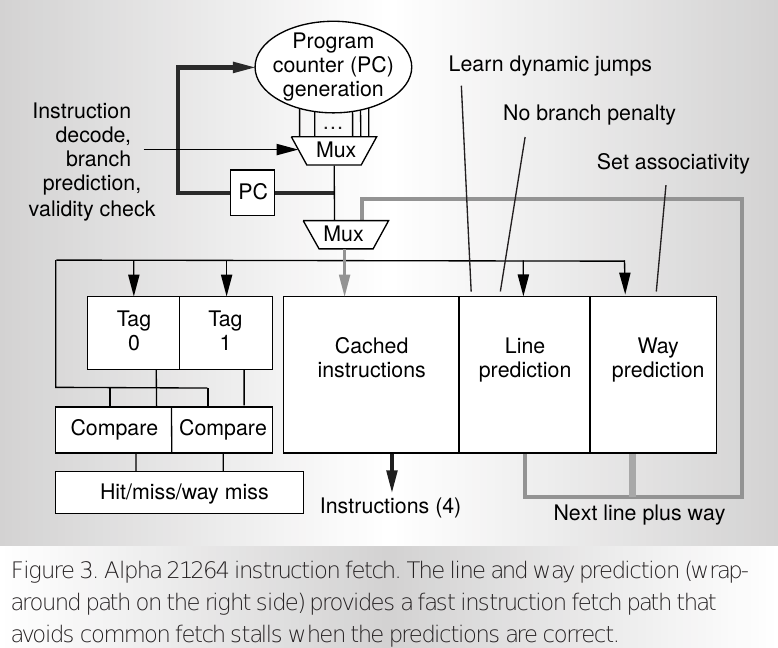 Program
counter (PC)
generation
...
Mux
Learn dynamic jumps
No branch penalty
Set associativity
Instruction
decode,
branch
prediction,
validity check
PC
Mux
Tag
0
Tag
1
Cached
instructions
Line
prediction
Way
prediction
Compare
Compare
Hit/miss/way miss
Instructions (4)
Next line plus way
Figure 3. Alpha 21264 instruction fetch. The line and way prediction (wrap-
around path on the right side) provides a fast instruction fetch path that
avoids common fetch stalls when the predictions are correct.